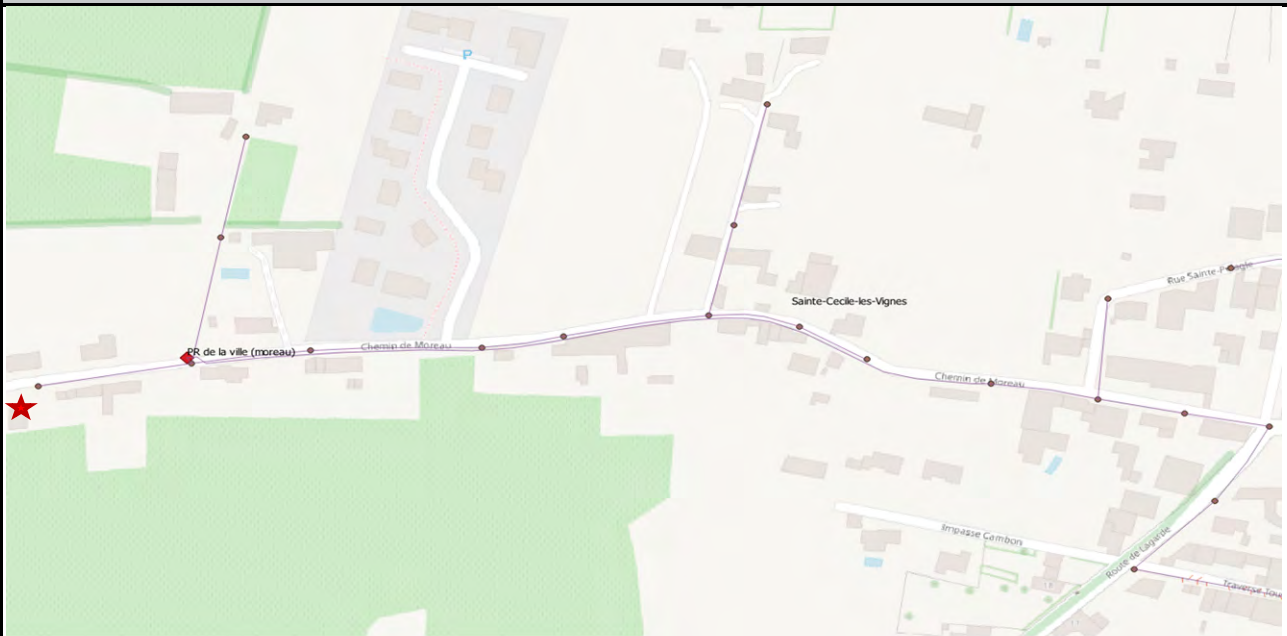 P
Rue Sainte-
Sainte-Cecile-les-Vignes
Chemin de Moreau
PR de la ville (moreau)
Chemin de Moreau
Impasse Cambon
Route de Lagarde
Traverse